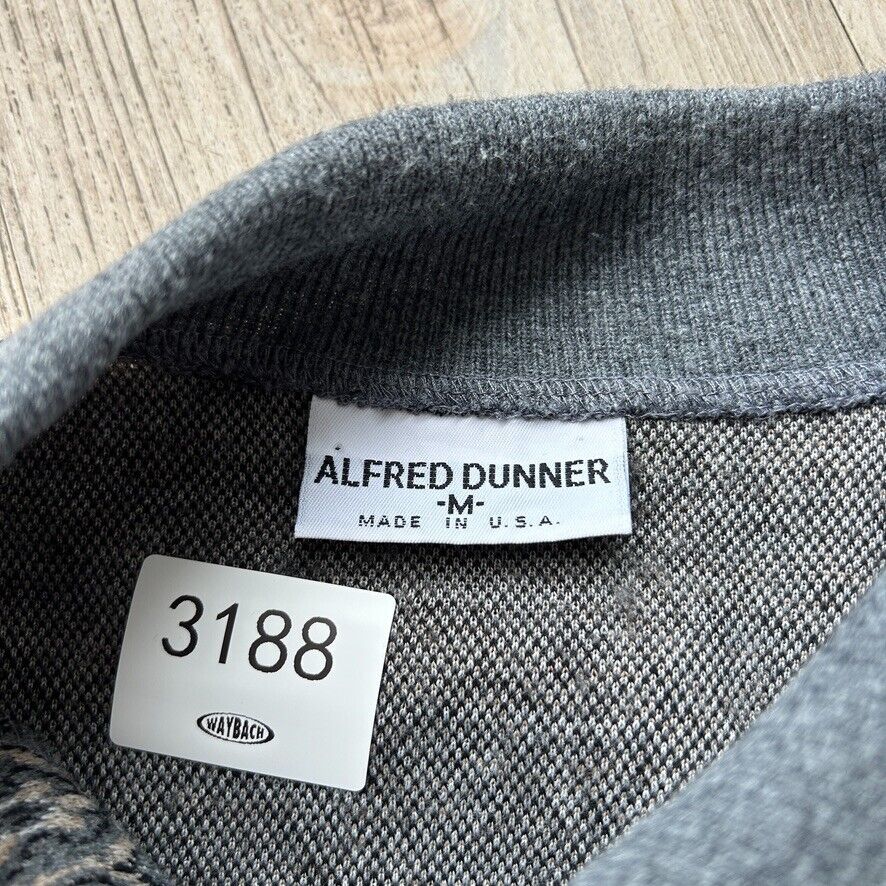 ALFRED DUNNER
-M-
MADE IN U.S.A.
3188
WAYBACH